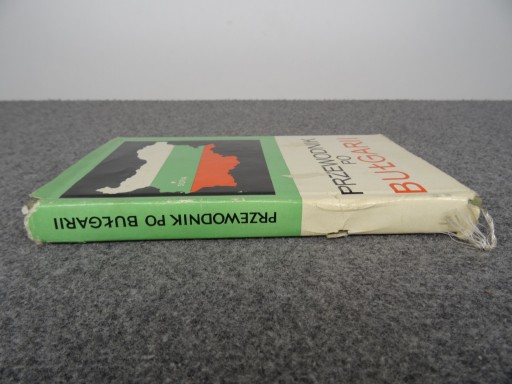 PRZEWODNIK
PO
BUŁGARII
PRZEWODNIK PO BUŁGARII